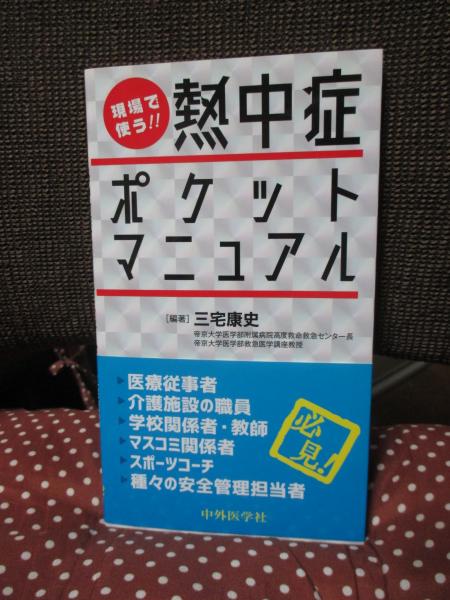 現場で
使う!!
熱中症
ポケット
マニュアル
[編著] 三宅康史
帝京大学医学部附属病院高度救命救急センター長
帝京大学医学部救急医学講座教授
医療従事者
介護施設の職員
学校関係者・教師
マスコミ関係者
スポーツコーチ
種々の安全管理担当者
必見!
中外医学社